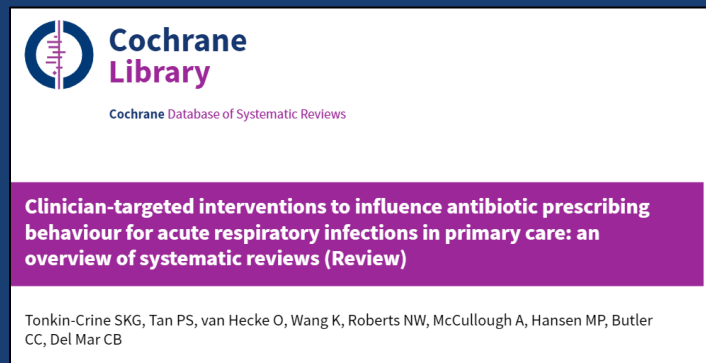 Cochrane
Library
Cochrane Database of Systematic Reviews
Clinician-targeted interventions to influence antibiotic prescribing
behaviour for acute respiratory infections in primary care: an
overview of systematic reviews (Review)
Tonkin-Crine SKG, Tan PS, van Hecke O, Wang K, Roberts NW, McCullough A, Hansen MP, Butler
CC, Del Mar CB